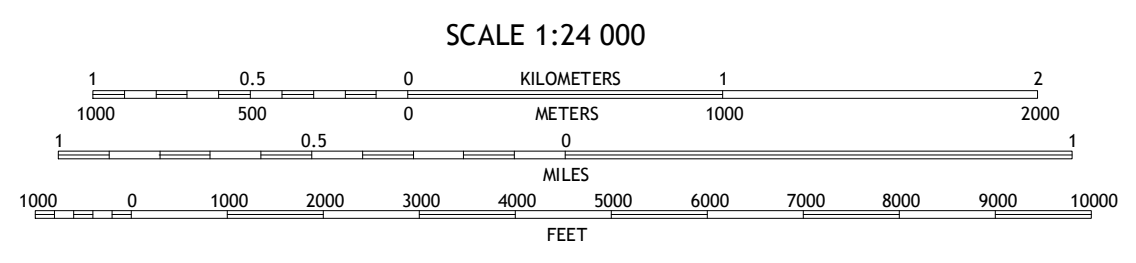 SCALE 1:24 000
1 0.5 0 KILOMETERS 1 2
1000 500 0 METERS 1000 2000
1 0.5 0 1
MILES
1000 0 1000 2000 3000 4000 5000 6000 7000 8000 9000 10000
FEET